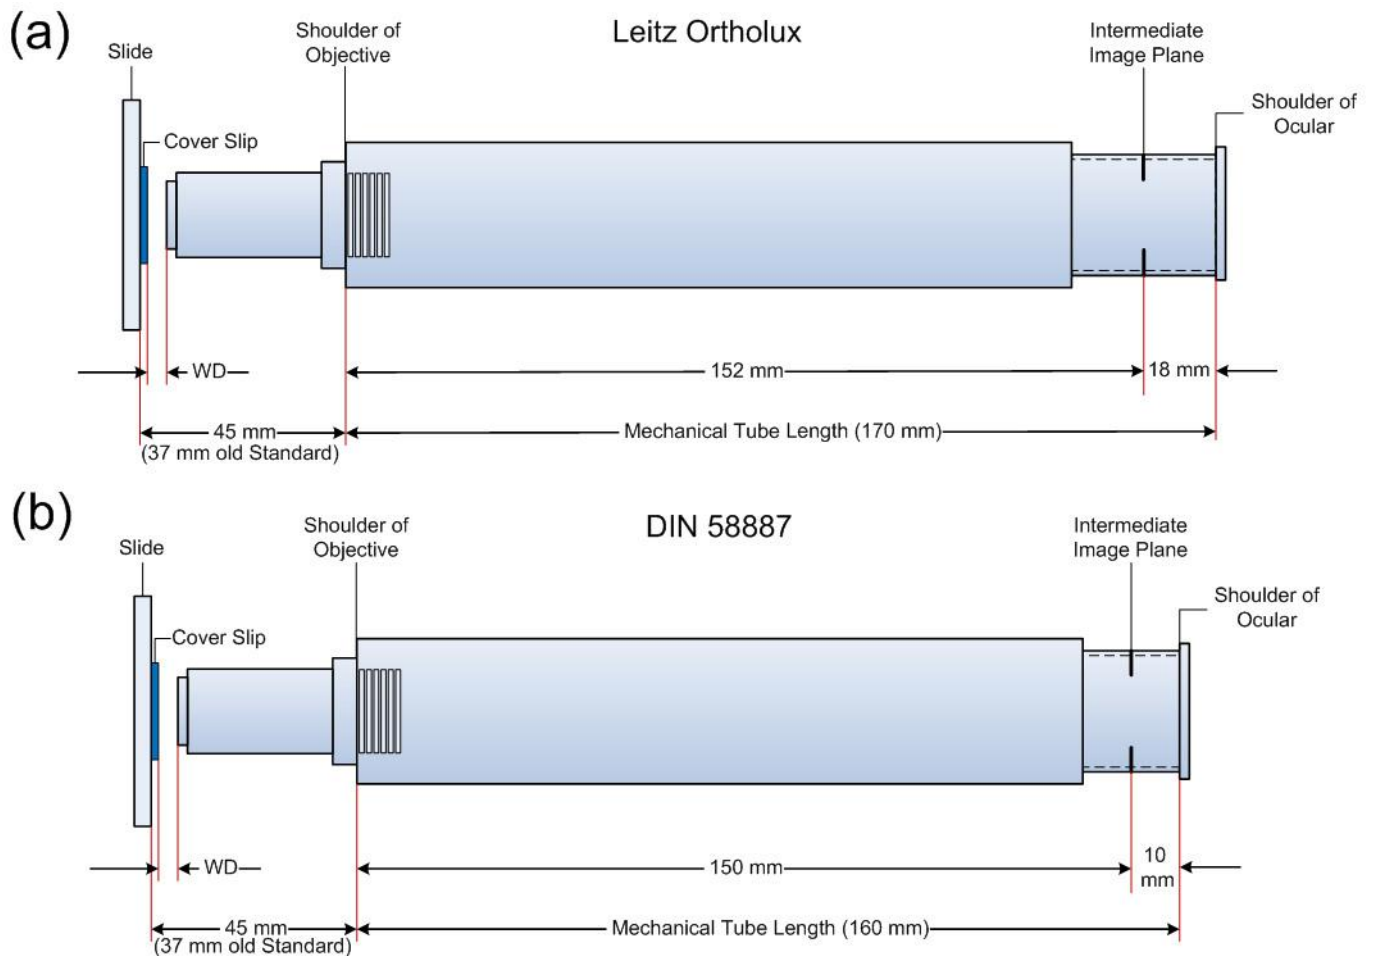 (a)
Leitz Ortholux
Slide
Shoulder of
Objective
Intermediate
Image Plane
Shoulder of
Ocular
Cover Slip
WD
152 mm
18 mm
45 mm
(37 mm old Standard)
Mechanical Tube Length (170 mm)
(b)
DIN 58887
Slide
Shoulder of
Objective
Intermediate
Image Plane
Shoulder of
Ocular
Cover Slip
WD
150 mm
10
mm
45 mm
(37 mm old Standard)
Mechanical Tube Length (160 mm)